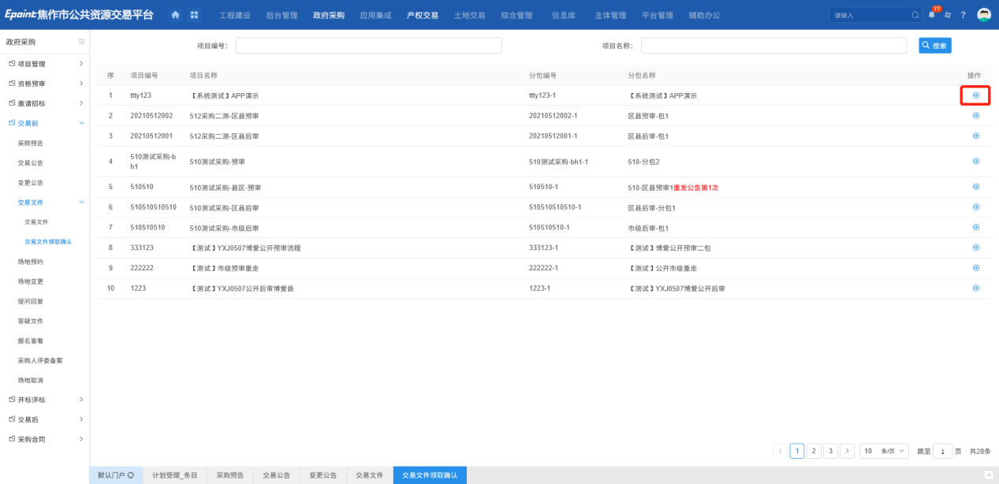 Epoint焦作市公共资源交易平台 工程建设 后台管理 政府采购 应用集成 产权交易 土地交易 综合管理 信息库 主体管理 平台管理 辅助办公 请输入 77 ?
政府采购
项目管理
资格预审
邀请招标
交易前
采购预告
交易公告
变更公告
交易文件
交易文件
交易文件领取确认
场地预约
场地变更
提问回复
答疑文件
报名查看
采购人评委备案
场地取消
开标评标
交易后
采购合同
项目编号: 项目名称: 搜索
序 项目编号 项目名称 分包编号 分包名称 操作
1 ttty123 【系统测试】APP演示 ttty123-1 【系统测试】APP演示
2 20210512002 512采购二测-区县预审 20210512002-1 区县预审-包1
3 20210512001 512采购二测-区县后审 20210512001-1 区县后审-包1
4 510测试采购-b
h1 510测试采购-预审 510测试采购-bh1-1 510-分包2
5 510510 510测试采购-县区-预审 510510-1 510-区县预审1重发公告第1次
6 510510510510 510测试采购-区县后审 510510510510-1 区县后审-分包1
7 510510510 510测试采购-市级后审 510510510-1 市级后审-包1
8 333123 【测试】YXJ0507博爱公开预审流程 333123-1 【测试】博爱公开预审二包
9 222222 【测试】市级预审重走 222222-1 【测试】公开市级重走
10 1223 【测试】YXJ0507公开后审博爱县 1223-1 【测试】YXJ0507博爱公开后审
1 2 3 10 条/页 跳至 1 页 共28条
默认门户 计划受理_条目 采购预告 交易公告 变更公告 交易文件 交易文件领取确认